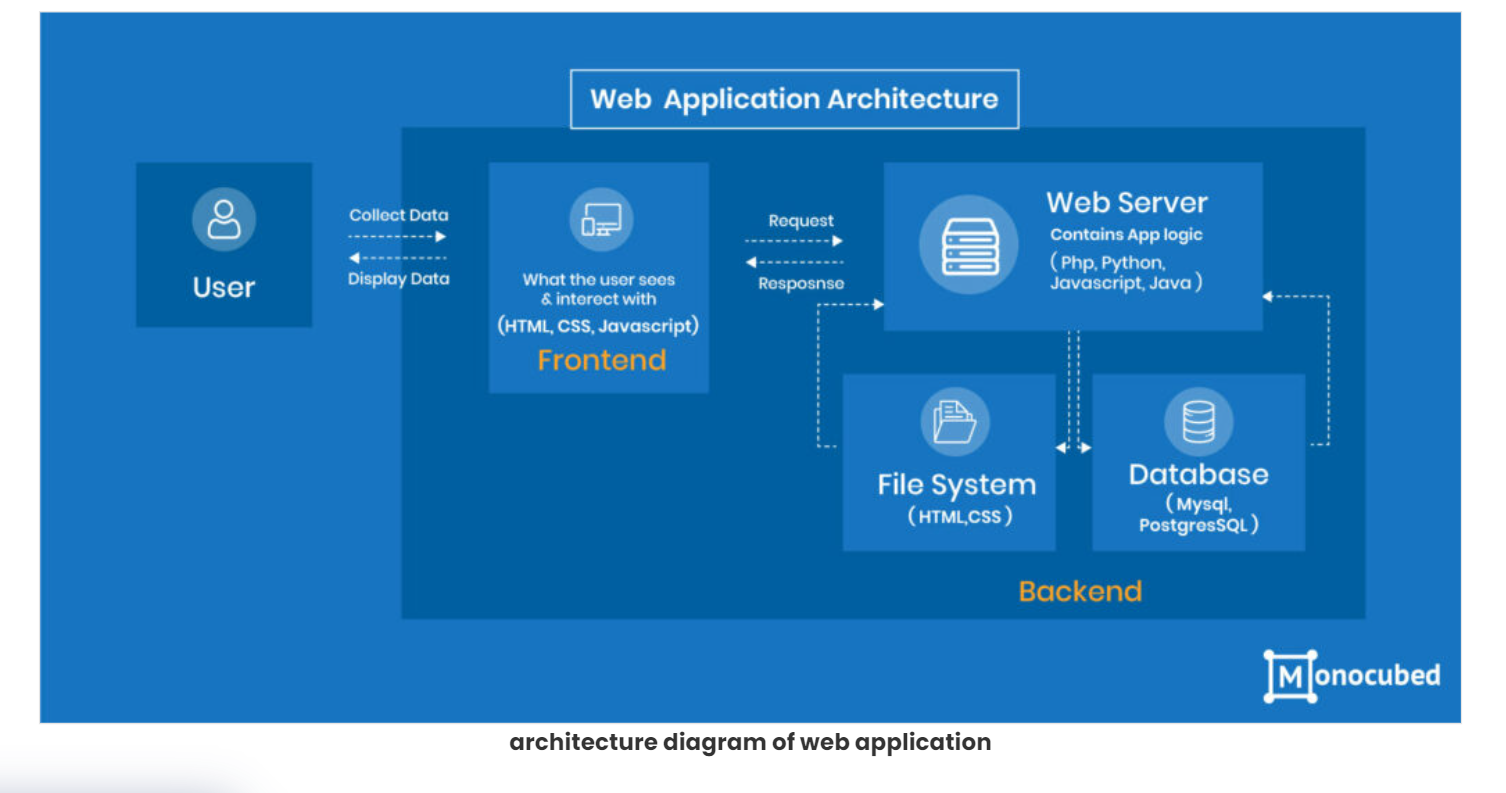 Web Application Architecture
User
Collect Data
Display Data
What the user sees
& interect with
(HTML, CSS, Javascript)
Frontend
Request
Resposnse
Web Server
Contains App logic
( Php, Python,
Javascript, Java )
File System
( HTML,CSS )
Database
( Mysql,
PostgresSQL )
Backend
Monocubed
architecture diagram of web application